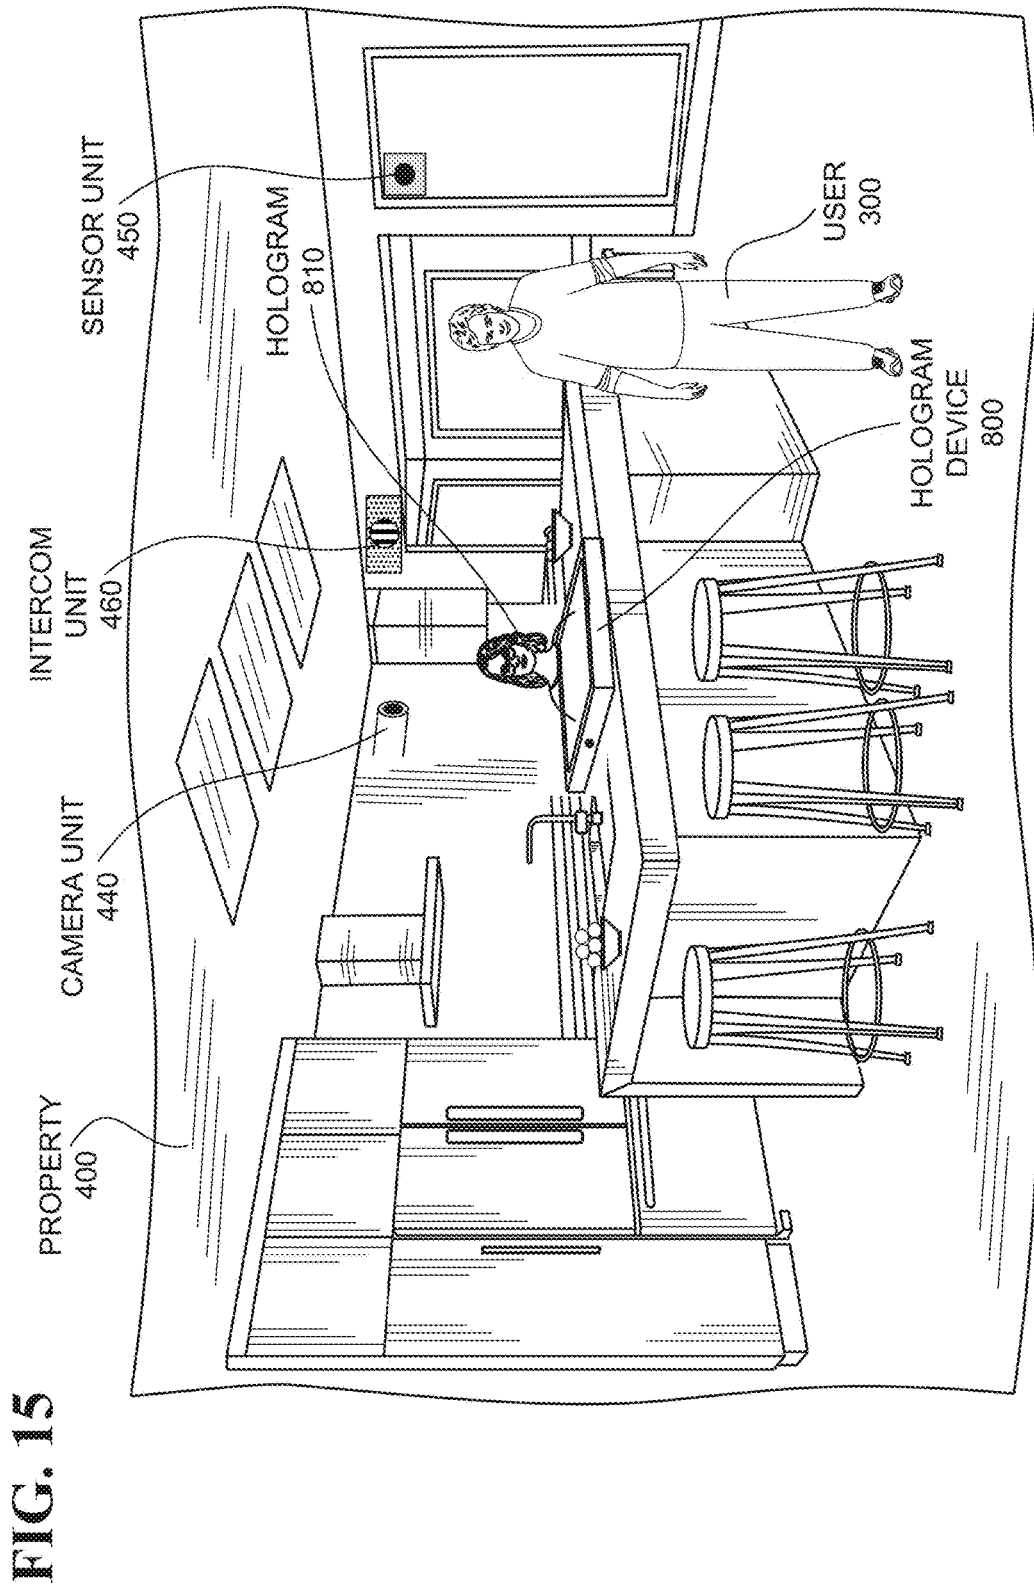 FIG. 15
PROPERTY
400
CAMERA UNIT
440
INTERCOM
UNIT
460
SENSOR UNIT
450
HOLOGRAM
810
USER
300
HOLOGRAM
DEVICE
800